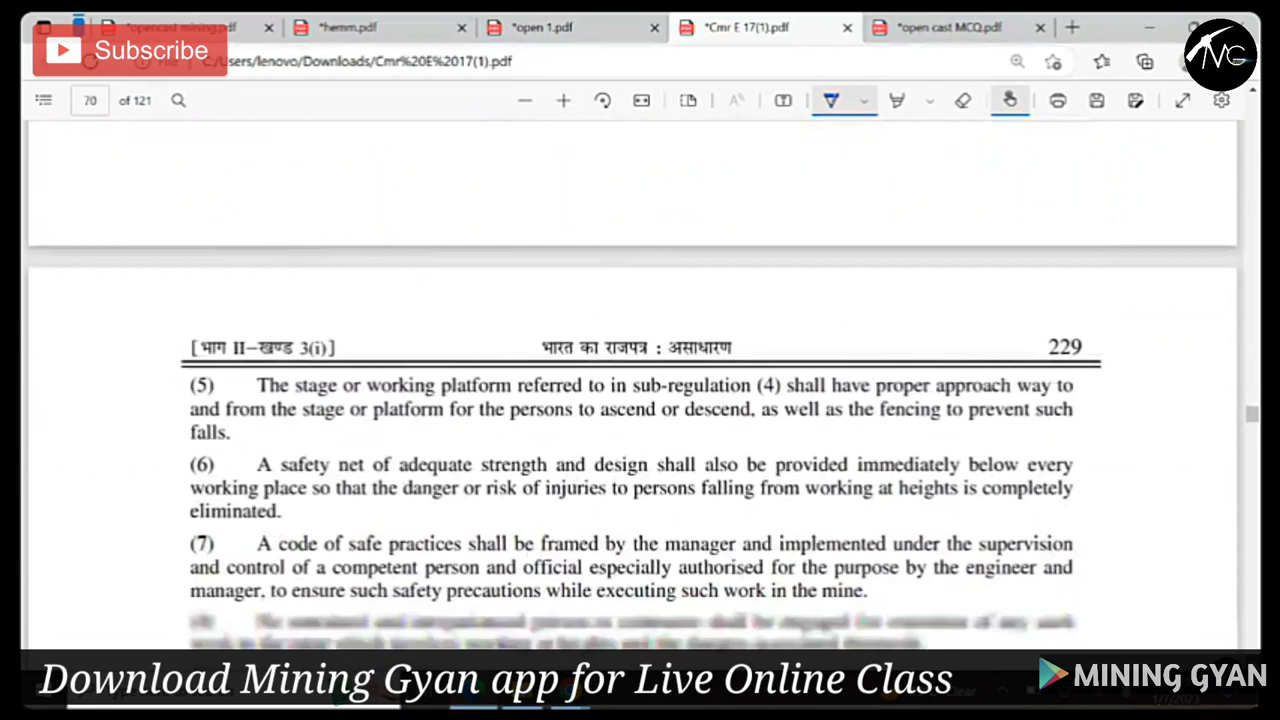 *opencast mining.pdf
*hemm.pdf
*open 1.pdf
*Cmr E 17(1).pdf
*open cast MCQ.pdf
Subscribe
C:/Users/lenovo/Downloads/Cmr%20E%2017(1).pdf
MG
70 of 121
[भाग II—खण्ड 3(i)] भारत का राजपत्र : असाधारण 229
(5) The stage or working platform referred to in sub-regulation (4) shall have proper approach way to
and from the stage or platform for the persons to ascend or descend, as well as the fencing to prevent such
falls.
(6) A safety net of adequate strength and design shall also be provided immediately below every
working place so that the danger or risk of injuries to persons falling from working at heights is completely
eliminated.
(7) A code of safe practices shall be framed by the manager and implemented under the supervision
and control of a competent person and official especially authorised for the purpose by the engineer and
manager, to ensure such safety precautions while executing such work in the mine.
Download Mining Gyan app for Live Online Class
MINING GYAN